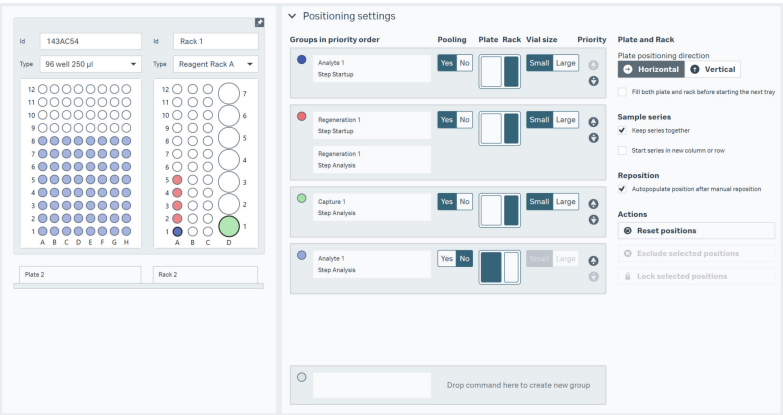 Positioning settings
Id 143AC54 Id Rack 1
Type 96 well 250 µl Type Reagent Rack A
12 12 7
11 11
10 10 6
9 9
8 8 5
7 7
6 6 4
5 5
4 4 3
3 3
2 2 2
1 1 1
A B C D E F G H A B C D
Plate 2 Rack 2
Groups in priority order Pooling Plate Rack Vial size Priority
Analyte 1 Yes No Small Large
Step Startup
Regeneration 1 Yes No Small Large
Step Startup
Regeneration 1
Step Analysis
Capture 1 Yes No Small Large
Step Analysis
Analyte 1 Yes No Small Large
Step Analysis
Drop command here to create new group
Plate and Rack
Plate positioning direction
Horizontal Vertical
Fill both plate and rack before starting the next tray
Sample series
Keep series together
Start series in new column or row
Reposition
Autopopulate position after manual reposition
Actions
Reset positions
Exclude selected positions
Lock selected positions